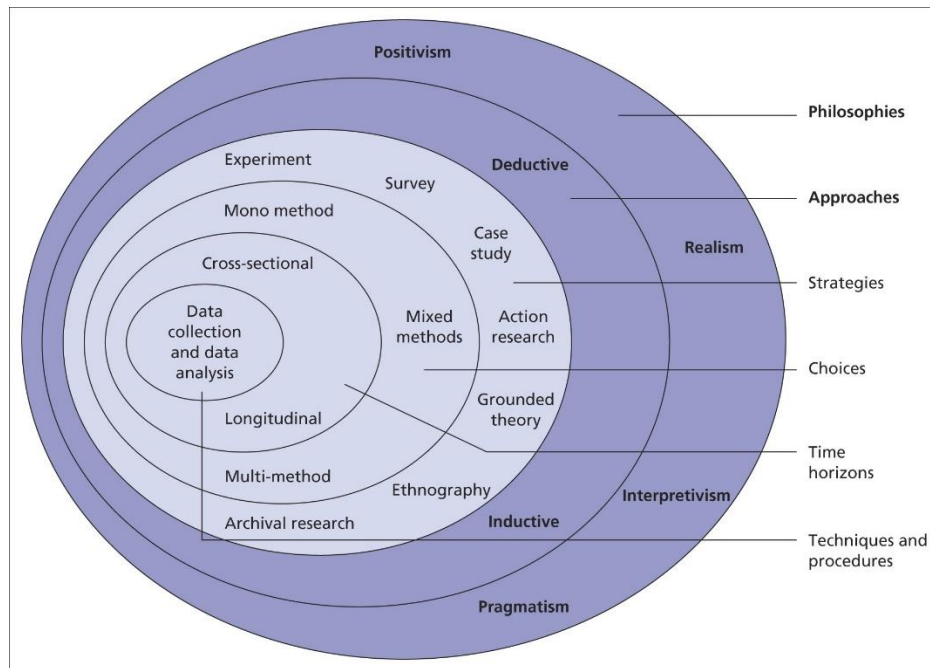 Positivism
Philosophies
Experiment
Deductive
Survey
Approaches
Mono method
Case
study
Realism
Cross-sectional
Strategies
Data
collection
and data
analysis
Mixed
methods
Action
research
Choices
Grounded
theory
Longitudinal
Time
horizons
Multi-method
Ethnography
Interpretivism
Archival research
Inductive
Techniques and
procedures
Pragmatism